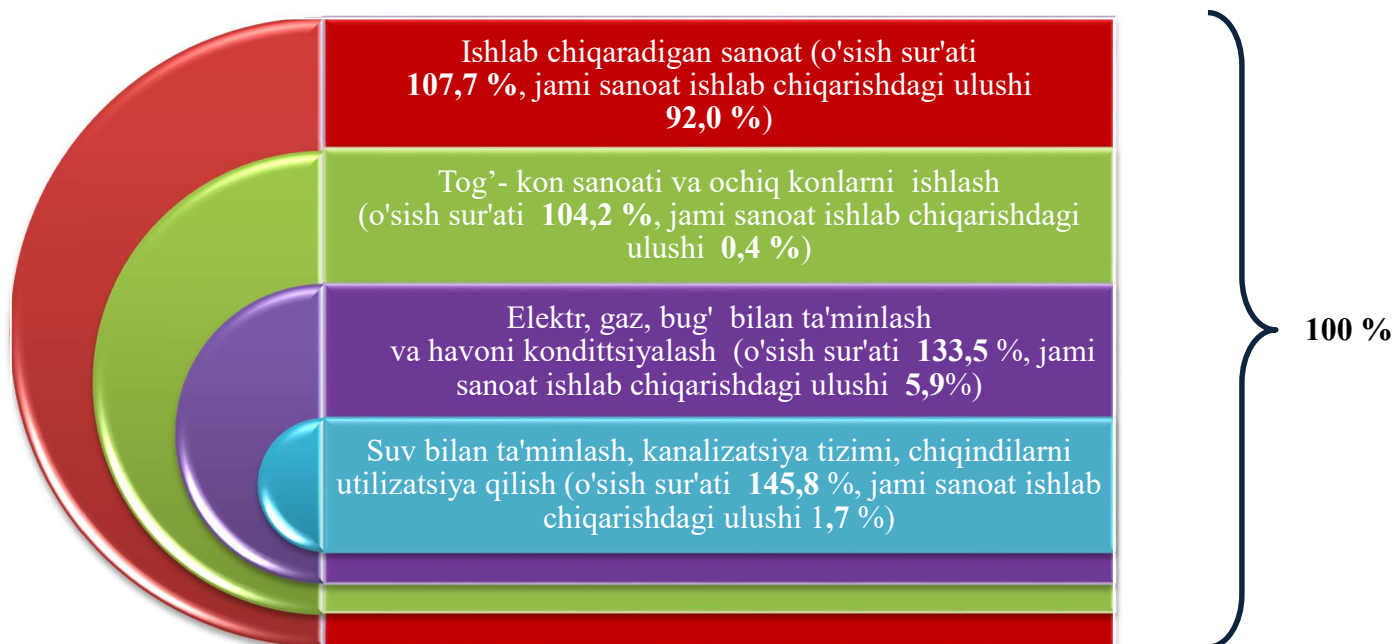 Ishlab chiqaradigan sanoat (o'sish sur'ati
107,7 %, jami sanoat ishlab chiqarishdagi ulushi
92,0 %)
Tog’- kon sanoati va ochiq konlarni ishlash
(o'sish sur'ati 104,2 %, jami sanoat ishlab chiqarishdagi
ulushi 0,4 %)
Elektr, gaz, bug' bilan ta'minlash
va havoni kondittsiyalash (o'sish sur'ati 133,5 %, jami
sanoat ishlab chiqarishdagi ulushi 5,9%)
Suv bilan ta'minlash, kanalizatsiya tizimi, chiqindilarni
utilizatsiya qilish (o'sish sur'ati 145,8 %, jami sanoat ishlab
chiqarishdagi ulushi 1,7 %)
100 %